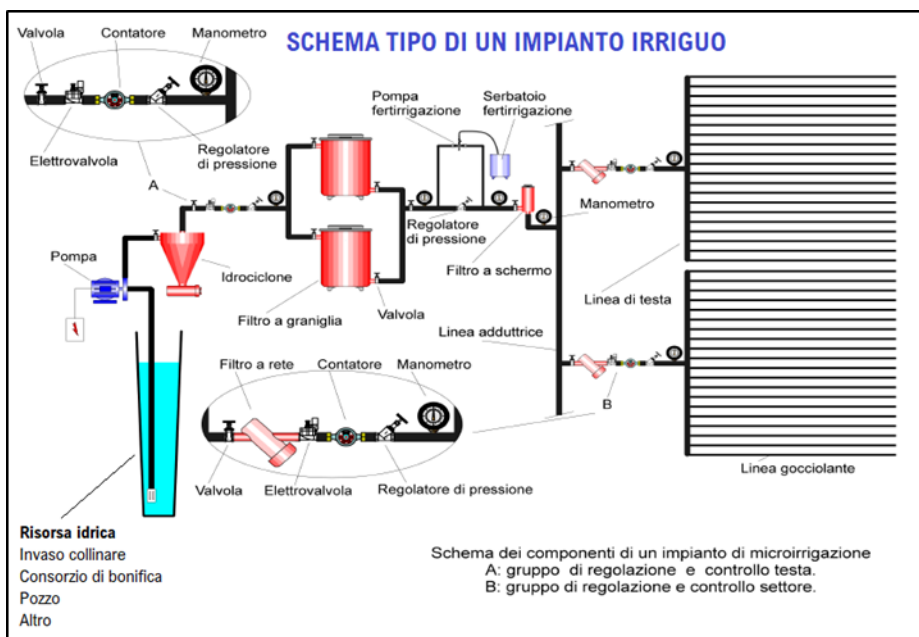 SCHEMA TIPO DI UN IMPIANTO IRRIGUO
Valvola
Contatore
Manometro
Elettrovalvola
Regolatore
di pressione
A
Pompa
fertirrigazione
Serbatoio
fertirrigazione
Regolatore
di pressione
Manometro
Filtro a schermo
Pompa
Idrociclone
Filtro a graniglia
Valvola
Linea adduttrice
Linea di testa
Filtro a rete
Contatore
Manometro
B
Valvola
Elettrovalvola
Regolatore di pressione
Linea gocciolante
Risorsa idrica
Invaso collinare
Consorzio di bonifica
Pozzo
Altro
Schema dei componenti di un impianto di microirrigazione
A: gruppo di regolazione e controllo testa.
B: gruppo di regolazione e controllo settore.